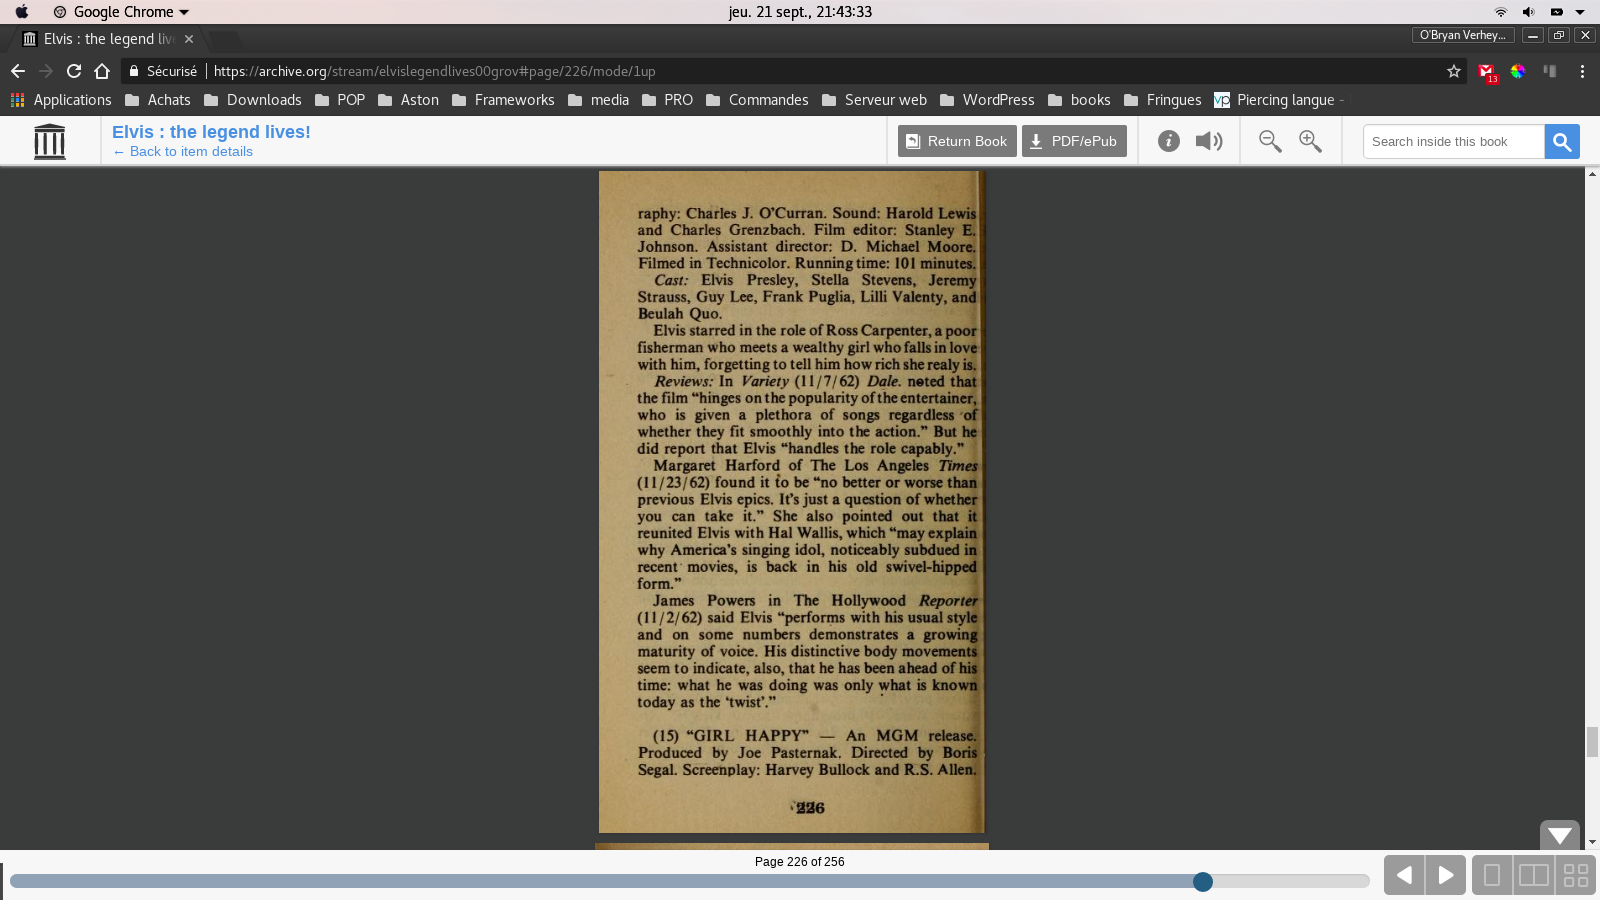 Google Chrome
jeu. 21 sept., 21:43:33
Elvis : the legend liv
O'Bryan Verhey...
Sécurisé
https://archive.org/stream/elvislegendlives00grov#page/226/mode/1up
13
Applications Achats Downloads POP Aston Frameworks media PRO Commandes Serveur web WordPress books Fringues vp Piercing langue -
Elvis : the legend lives!
← Back to item details
Return Book
PDF/ePub
Search inside this book
raphy: Charles J. O'Curran. Sound: Harold Lewis
and Charles Grenzbach. Film editor: Stanley E.
Johnson. Assistant director: D. Michael Moore.
Filmed in Technicolor. Running time: 101 minutes.
Cast: Elvis Presley, Stella Stevens, Jeremy
Strauss, Guy Lee, Frank Puglia, Lilli Valenty, and
Beulah Quo.
Elvis starred in the role of Ross Carpenter, a poor
fisherman who meets a wealthy girl who falls in love
with him, forgetting to tell him how rich she realy is.
Reviews: In Variety (11/7/62) Dale. noted that
the film “hinges on the popularity of the entertainer,
who is given a plethora of songs regardless of
whether they fit smoothly into the action.” But he
did report that Elvis “handles the role capably.”
Margaret Harford of The Los Angeles Times
(11/23/62) found it to be “no better or worse than
previous Elvis epics. It's just a question of whether
you can take it.” She also pointed out that it
reunited Elvis with Hal Wallis, which “may explain
why America's singing idol, noticeably subdued in
recent movies, is back in his old swivel-hipped
form.”
James Powers in The Hollywood Reporter
(11/2/62) said Elvis “performs with his usual style
and on some numbers demonstrates a growing
maturity of voice. His distinctive body movements
seem to indicate, also, that he has been ahead of his
time: what he was doing was only what is known
today as the ‘twist’.”
(15) “GIRL HAPPY” — An MGM release.
Produced by Joe Pasternak. Directed by Boris
Segal. Screenplay: Harvey Bullock and R.S. Allen.
226
Page 226 of 256